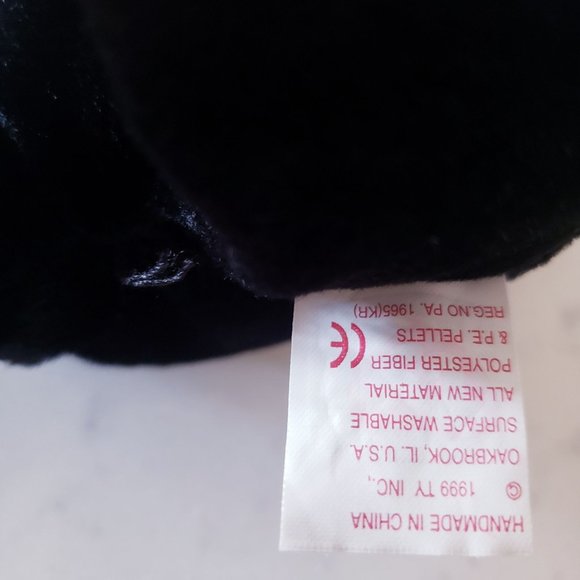 HANDMADE IN CHINA
© 1999 TY INC.,
OAKBROOK, IL. U.S.A.
SURFACE WASHABLE
ALL NEW MATERIAL
POLYESTER FIBER
& P.E. PELLETS
REG.NO PA. 1965(KR)
CE